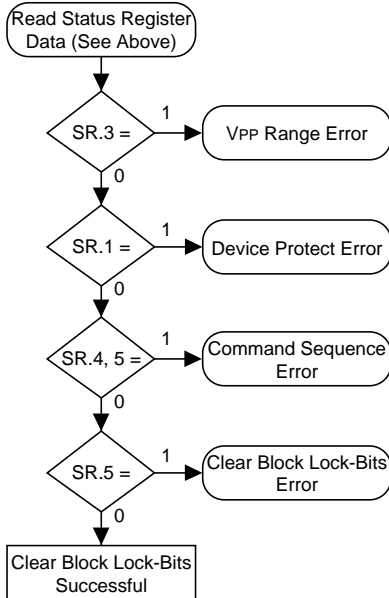 Read Status Register
Data (See Above)
1
SR.3 =
VPP Range Error
0
1
SR.1 =
Device Protect Error
0
1
SR.4, 5 =
Command Sequence
Error
0
1
SR.5 =
Clear Block Lock-Bits
Error
0
Clear Block Lock-Bits
Successful